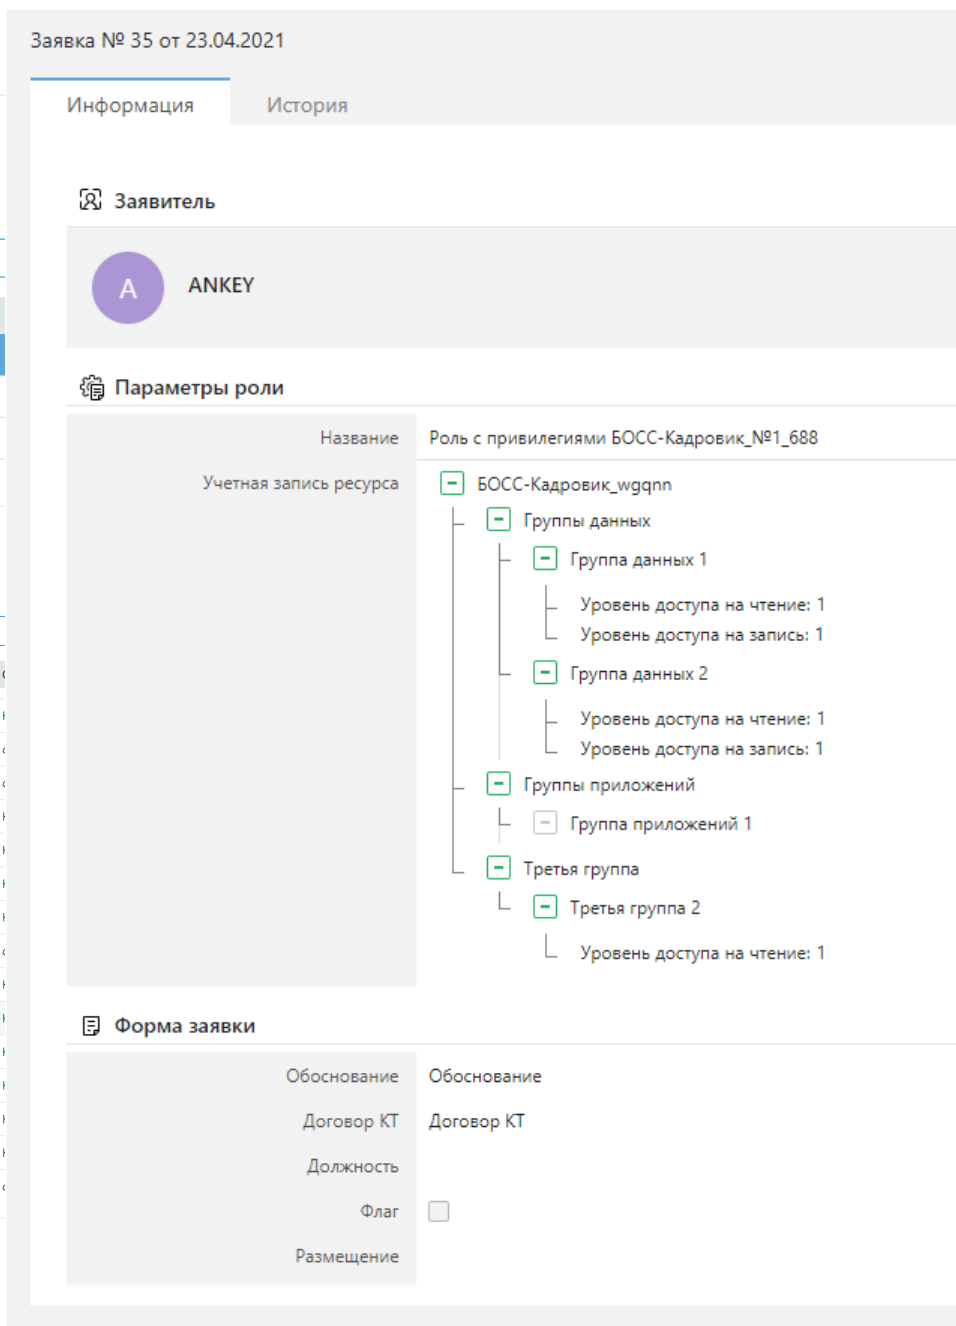 Заявка № 35 от 23.04.2021
Информация История
Заявитель
A ANKEY
Параметры роли
Название Роль с привилегиями БОСС-Кадровик_№1_688
Учетная запись ресурса БОСС-Кадровик_wgqnn
Группы данных
Группа данных 1
Уровень доступа на чтение: 1
Уровень доступа на запись: 1
Группа данных 2
Уровень доступа на чтение: 1
Уровень доступа на запись: 1
Группы приложений
Группа приложений 1
Третья группа
Третья группа 2
Уровень доступа на чтение: 1
Форма заявки
Обоснование Обоснование
Договор КТ Договор КТ
Должность
Флаг
Размещение